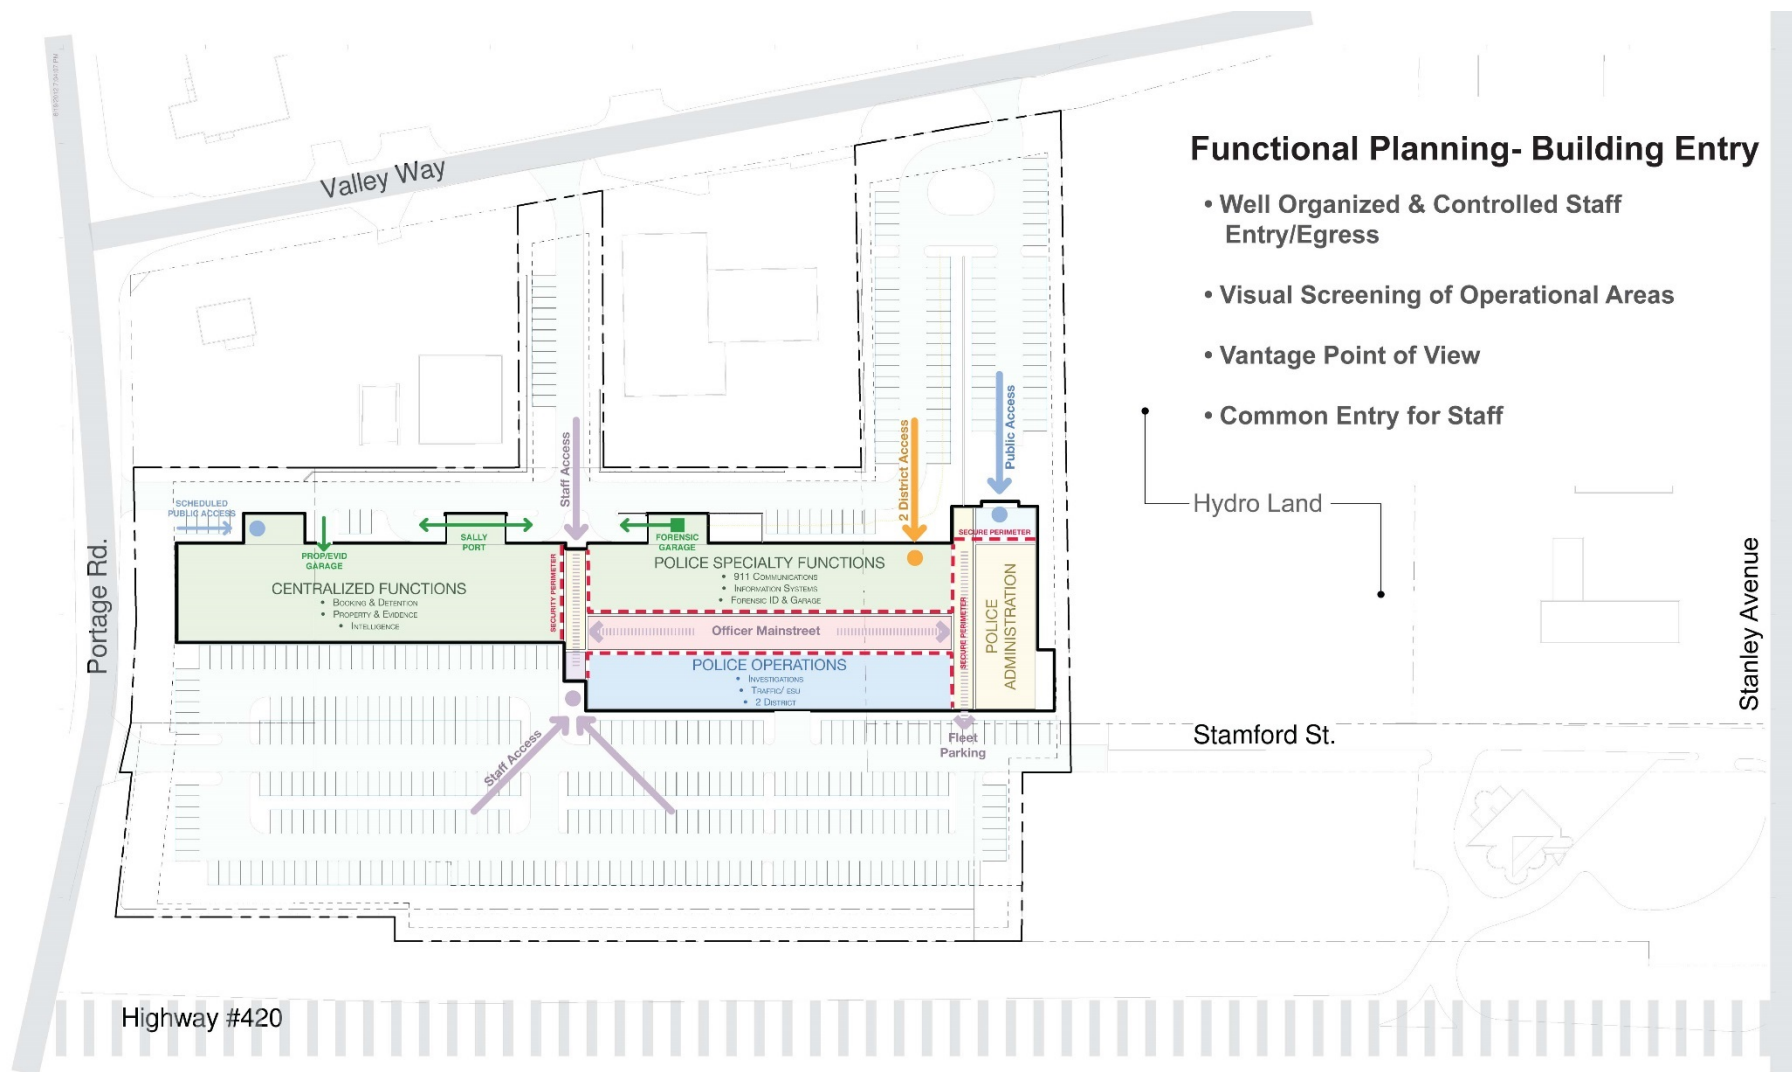 Functional Planning- Building Entry
• Well Organized & Controlled Staff
Entry/Egress
• Visual Screening of Operational Areas
• Vantage Point of View
• Common Entry for Staff
Valley Way
Portage Rd.
Hydro Land
Stanley Avenue
Stamford St.
Highway #420
Staff Access
2 District Access
Public Access
SCHEDULED
PUBLIC ACCESS
PROP/EVID
GARAGE
SALLY
PORT
FORENSIC
GARAGE
SECURE PERIMETER
CENTRALIZED FUNCTIONS
• Booking & Detention
• Property & Evidence
• Intelligence
SECURITY PERIMETER
POLICE SPECIALTY FUNCTIONS
• 911 Communications
• Information Systems
• Forensic ID & Garage
Officer Mainstreet
SECURE PERIMETER
POLICE
ADMINISTRATION
POLICE OPERATIONS
• Investigations
• Traffic/ ESU
• 2 District
Staff Access
Fleet
Parking